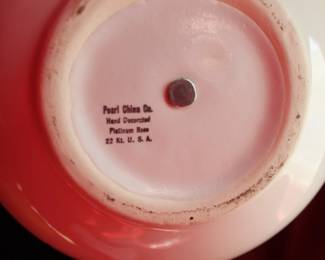 Pearl China Co.
Hand Decorated
Platinum Rose
22 Kt. U. S. A.